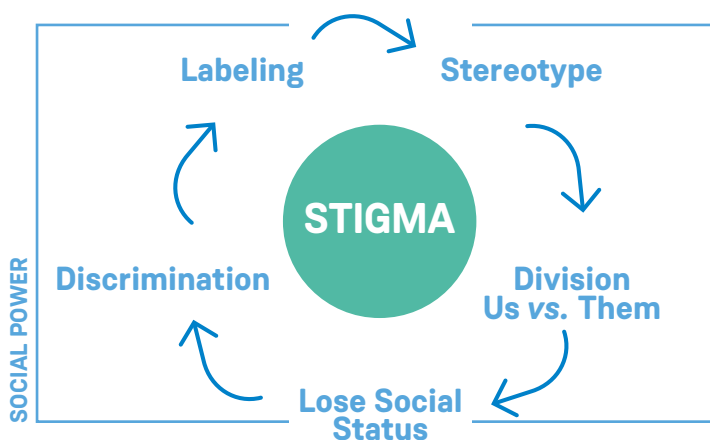 Labeling
Stereotype
STIGMA
Discrimination
Division
Us vs. Them
Lose Social
Status
SOCIAL POWER